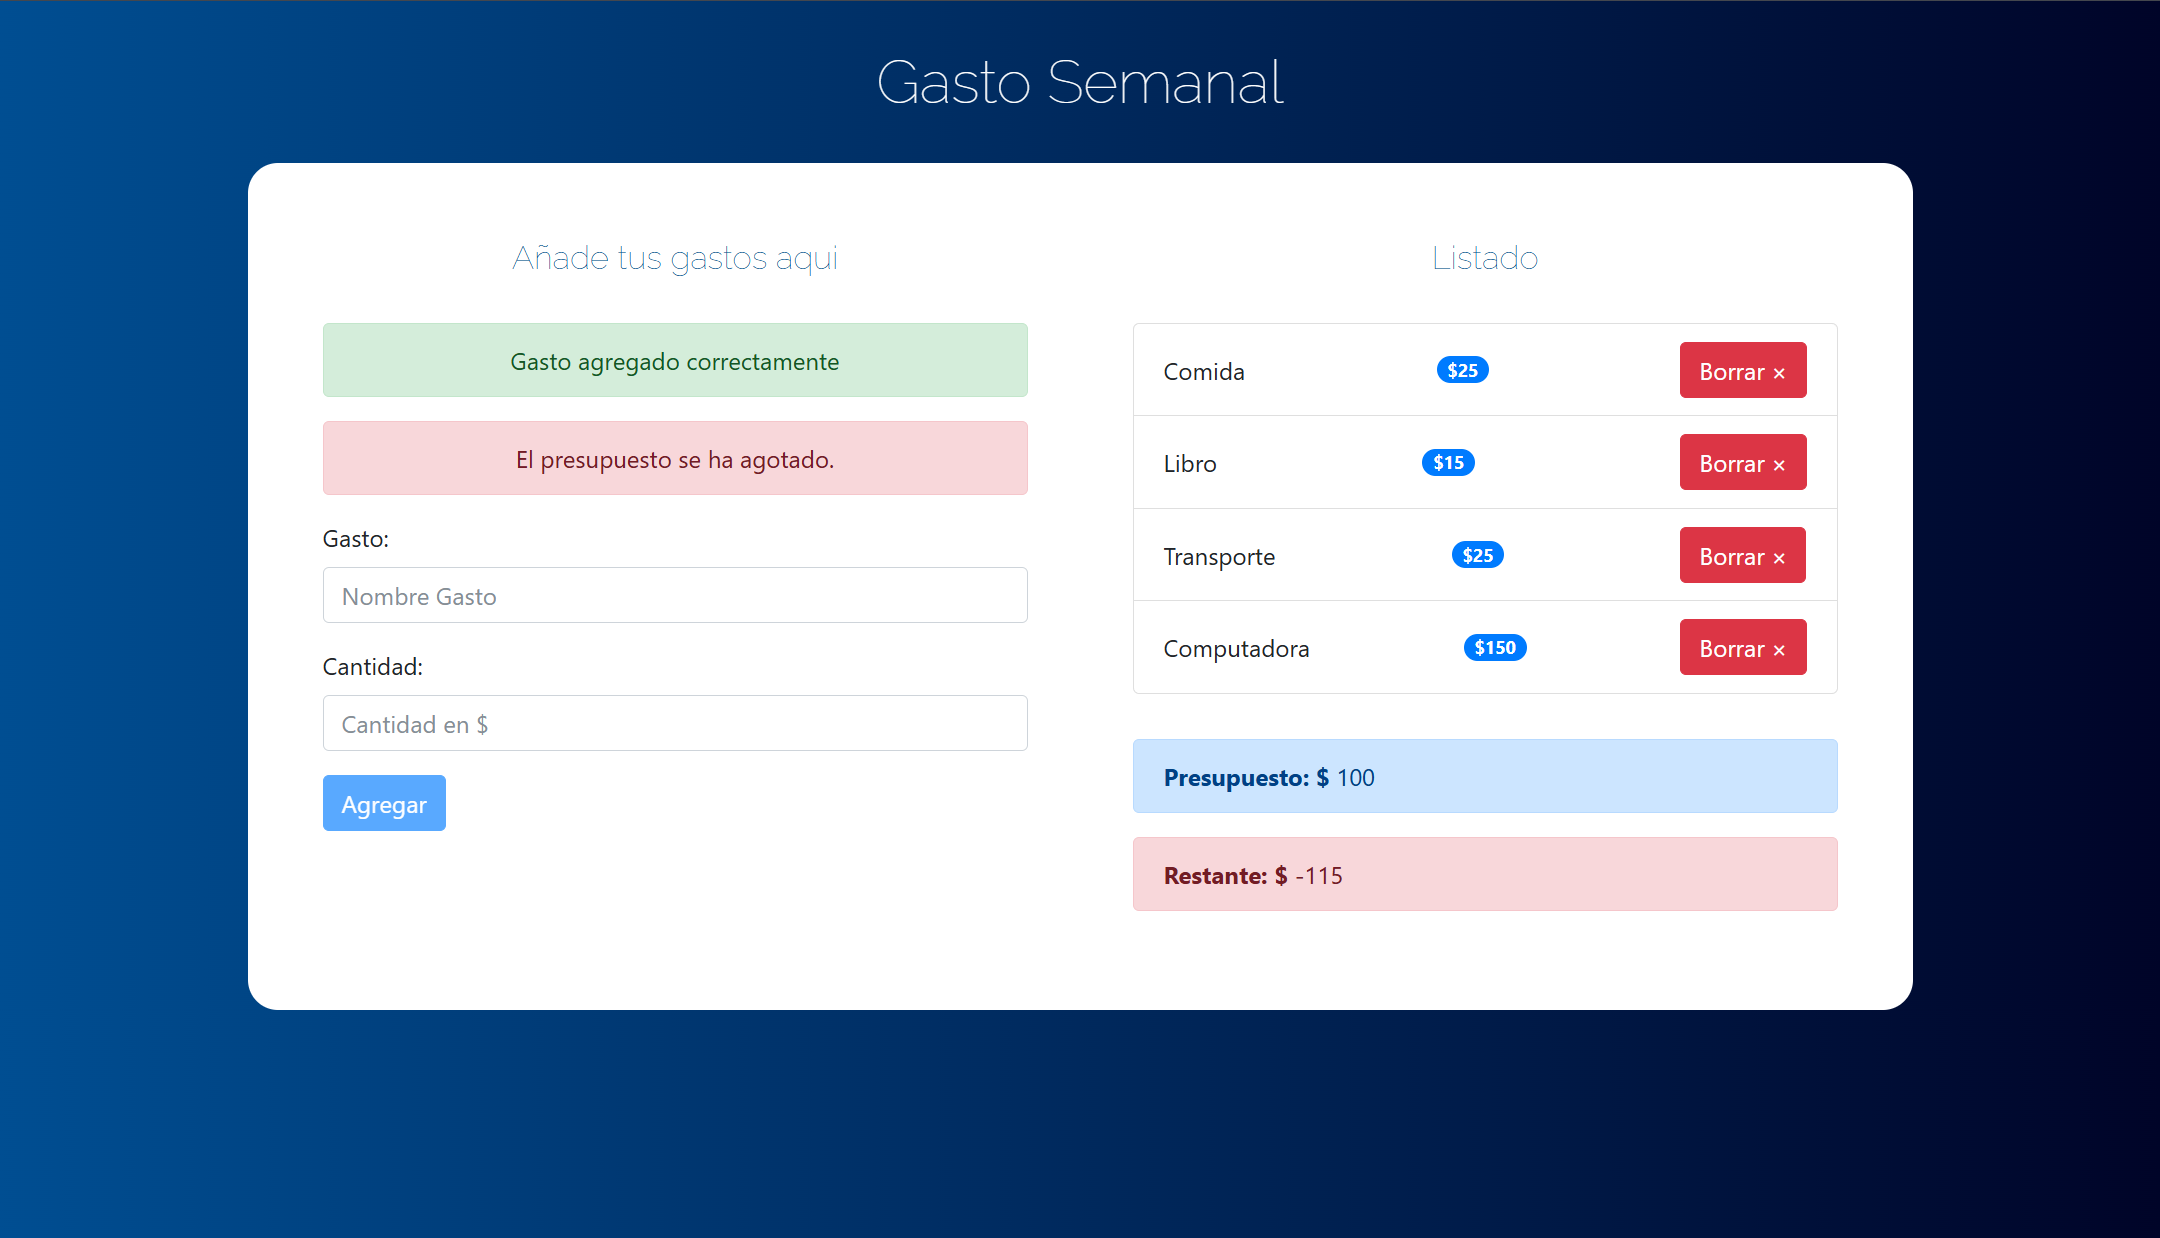 Gasto Semanal
Añade tus gastos aqui
Gasto agregado correctamente
El presupuesto se ha agotado.
Gasto:
Nombre Gasto
Cantidad:
Cantidad en $
Agregar
Listado
Comida $25 Borrar ×
Libro $15 Borrar ×
Transporte $25 Borrar ×
Computadora $150 Borrar ×
Presupuesto: $ 100
Restante: $ -115